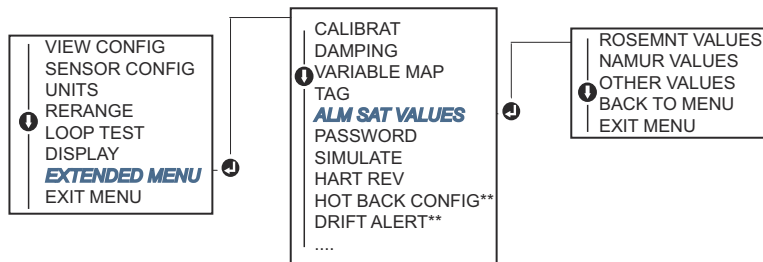 VIEW CONFIG
SENSOR CONFIG
UNITS
RERANGE
LOOP TEST
DISPLAY
EXTENDED MENU
EXIT MENU
CALIBRAT
DAMPING
VARIABLE MAP
TAG
ALM SAT VALUES
PASSWORD
SIMULATE
HART REV
HOT BACK CONFIG**
DRIFT ALERT**
....
ROSEMNT VALUES
NAMUR VALUES
OTHER VALUES
BACK TO MENU
EXIT MENU